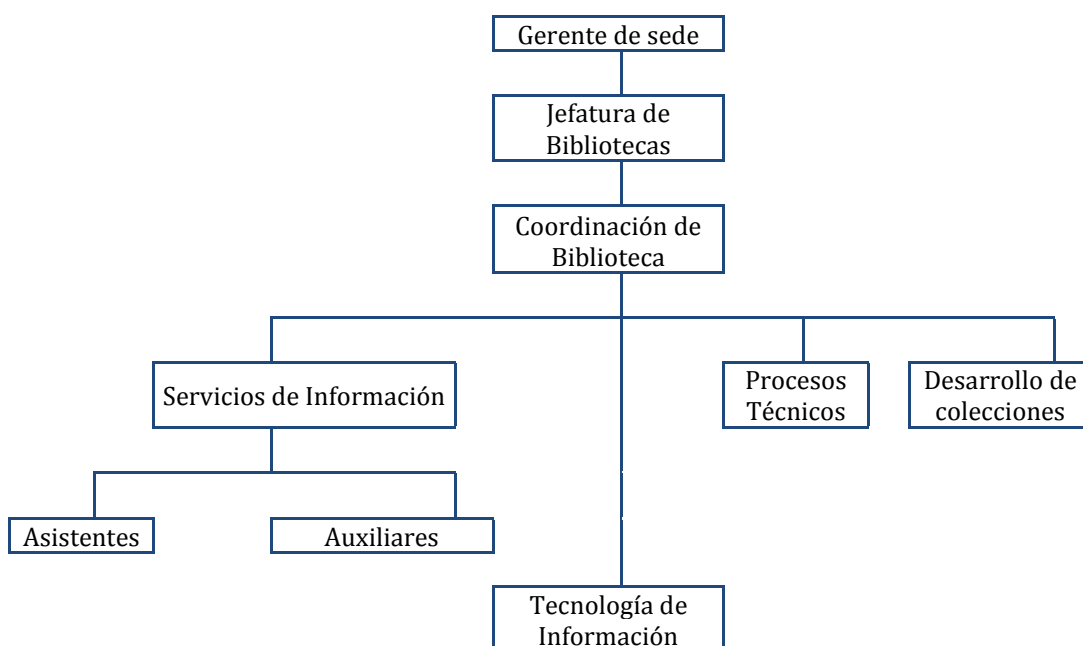 Gerente de sede
Jefatura de
Bibliotecas
Coordinación de
Biblioteca
Servicios de Información
Procesos
Técnicos
Desarrollo de
colecciones
Asistentes
Auxiliares
Tecnología de
Información